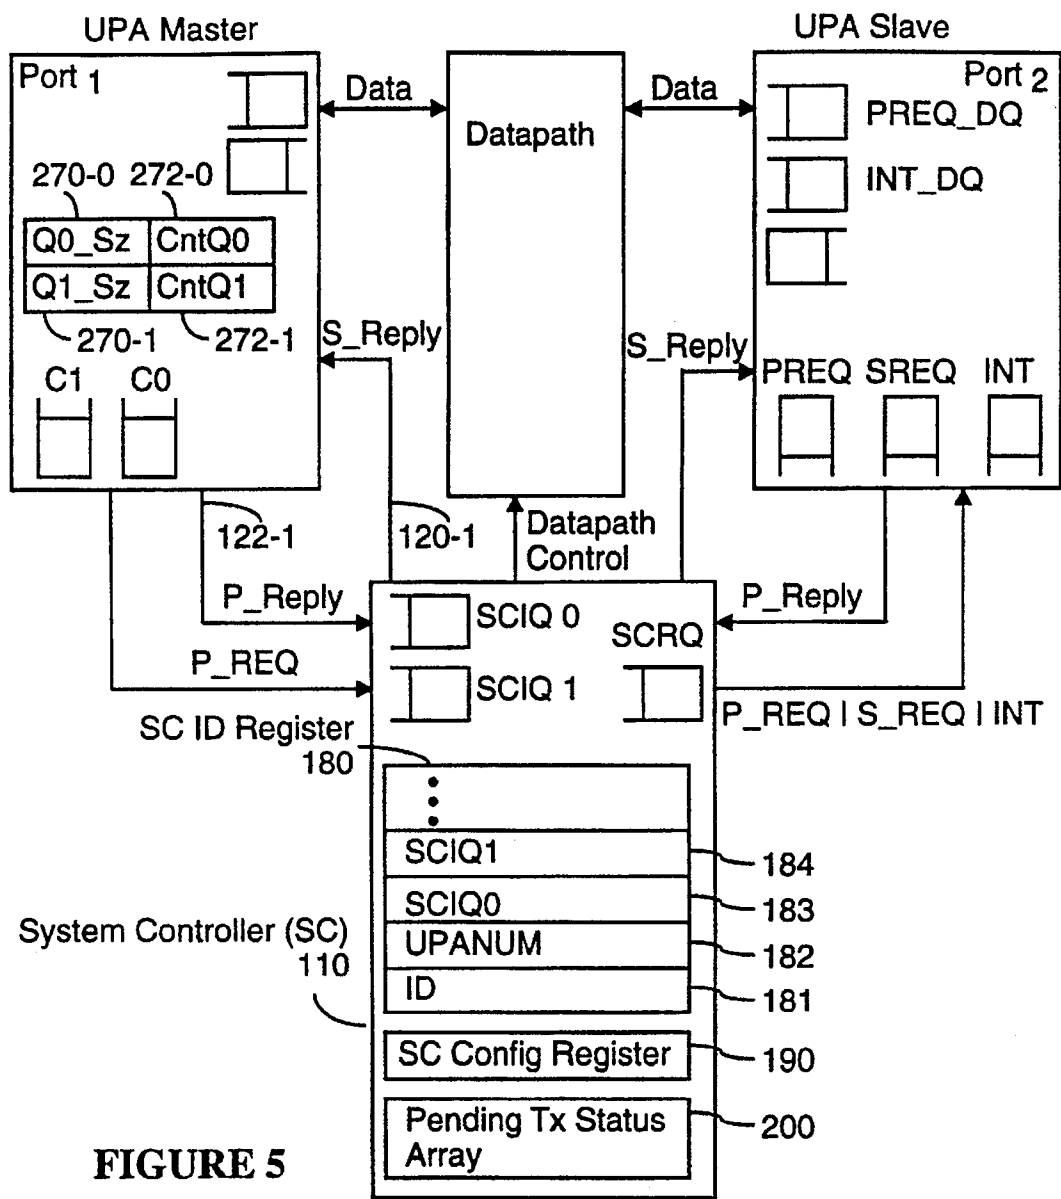 UPA Master
UPA Slave
Port 1
Data
Datapath
Data
Port 2
PREQ_DQ
INT_DQ
270-0 272-0
Q0_Sz CntQ0
Q1_Sz CntQ1
270-1 272-1
S_Reply
S_Reply
C1 C0
PREQ SREQ INT
122-1
120-1
Datapath
Control
P_Reply
P_REQ
SCIQ 0
SCIQ 1
SCRQ
P_Reply
P_REQ I S_REQ I INT
SC ID Register
180
SCIQ1
184
SCIQ0
183
UPANUM
182
ID
181
System Controller (SC)
110
SC Config Register
190
Pending Tx Status
Array
200
FIGURE 5